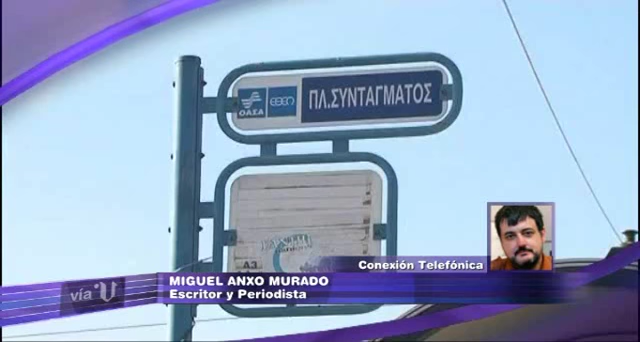 ΠΛ.ΣΥΝΤΑΓΜΑΤΟΣ
ΟΑΣΑ
A3
Conexión Telefónica
MIGUEL ANXO MURADO
vía Ú
Escritor y Periodista